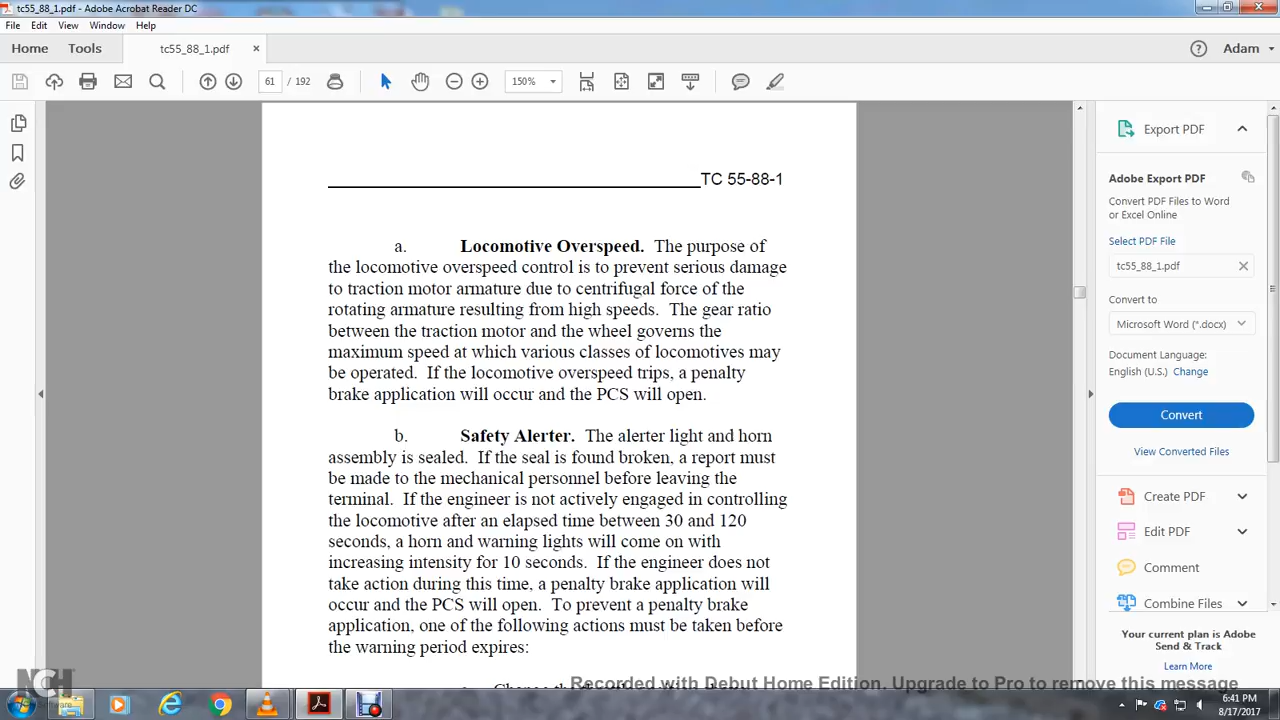 tc55_88_1.pdf - Adobe Acrobat Reader DC
File Edit View Window Help
Home Tools tc55_88_1.pdf × Adam
61 / 192 150%
TC 55-88-1
a. Locomotive Overspeed. The purpose of
the locomotive overspeed control is to prevent serious damage
to traction motor armature due to centrifugal force of the
rotating armature resulting from high speeds. The gear ratio
between the traction motor and the wheel governs the
maximum speed at which various classes of locomotives may
be operated. If the locomotive overspeed trips, a penalty
brake application will occur and the PCS will open.
b. Safety Alerter. The alerter light and horn
assembly is sealed. If the seal is found broken, a report must
be made to the mechanical personnel before leaving the
terminal. If the engineer is not actively engaged in controlling
the locomotive after an elapsed time between 30 and 120
seconds, a horn and warning lights will come on with
increasing intensity for 10 seconds. If the engineer does not
take action during this time, a penalty brake application will
occur and the PCS will open. To prevent a penalty brake
application, one of the following actions must be taken before
the warning period expires:
Export PDF
Adobe Export PDF
Convert PDF Files to Word
or Excel Online
Select PDF File
tc55_88_1.pdf
Convert to
Microsoft Word (*.docx)
Document Language:
English (U.S.) Change
Convert
View Converted Files
Create PDF
Edit PDF
Comment
Combine Files
Your current plan is Adobe
Send & Track
Learn More
NCH
Recorded with Debut Home Edition. Upgrade to Pro to remove this message
6:41 PM
8/17/2017